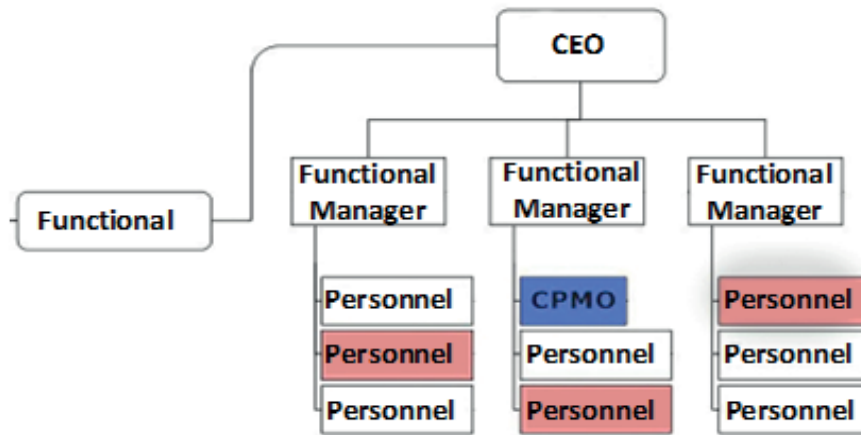 CEO
Functional
Functional
Manager
Functional
Manager
Functional
Manager
Personnel
Personnel
Personnel
CPMO
Personnel
Personnel
Personnel
Personnel
Personnel